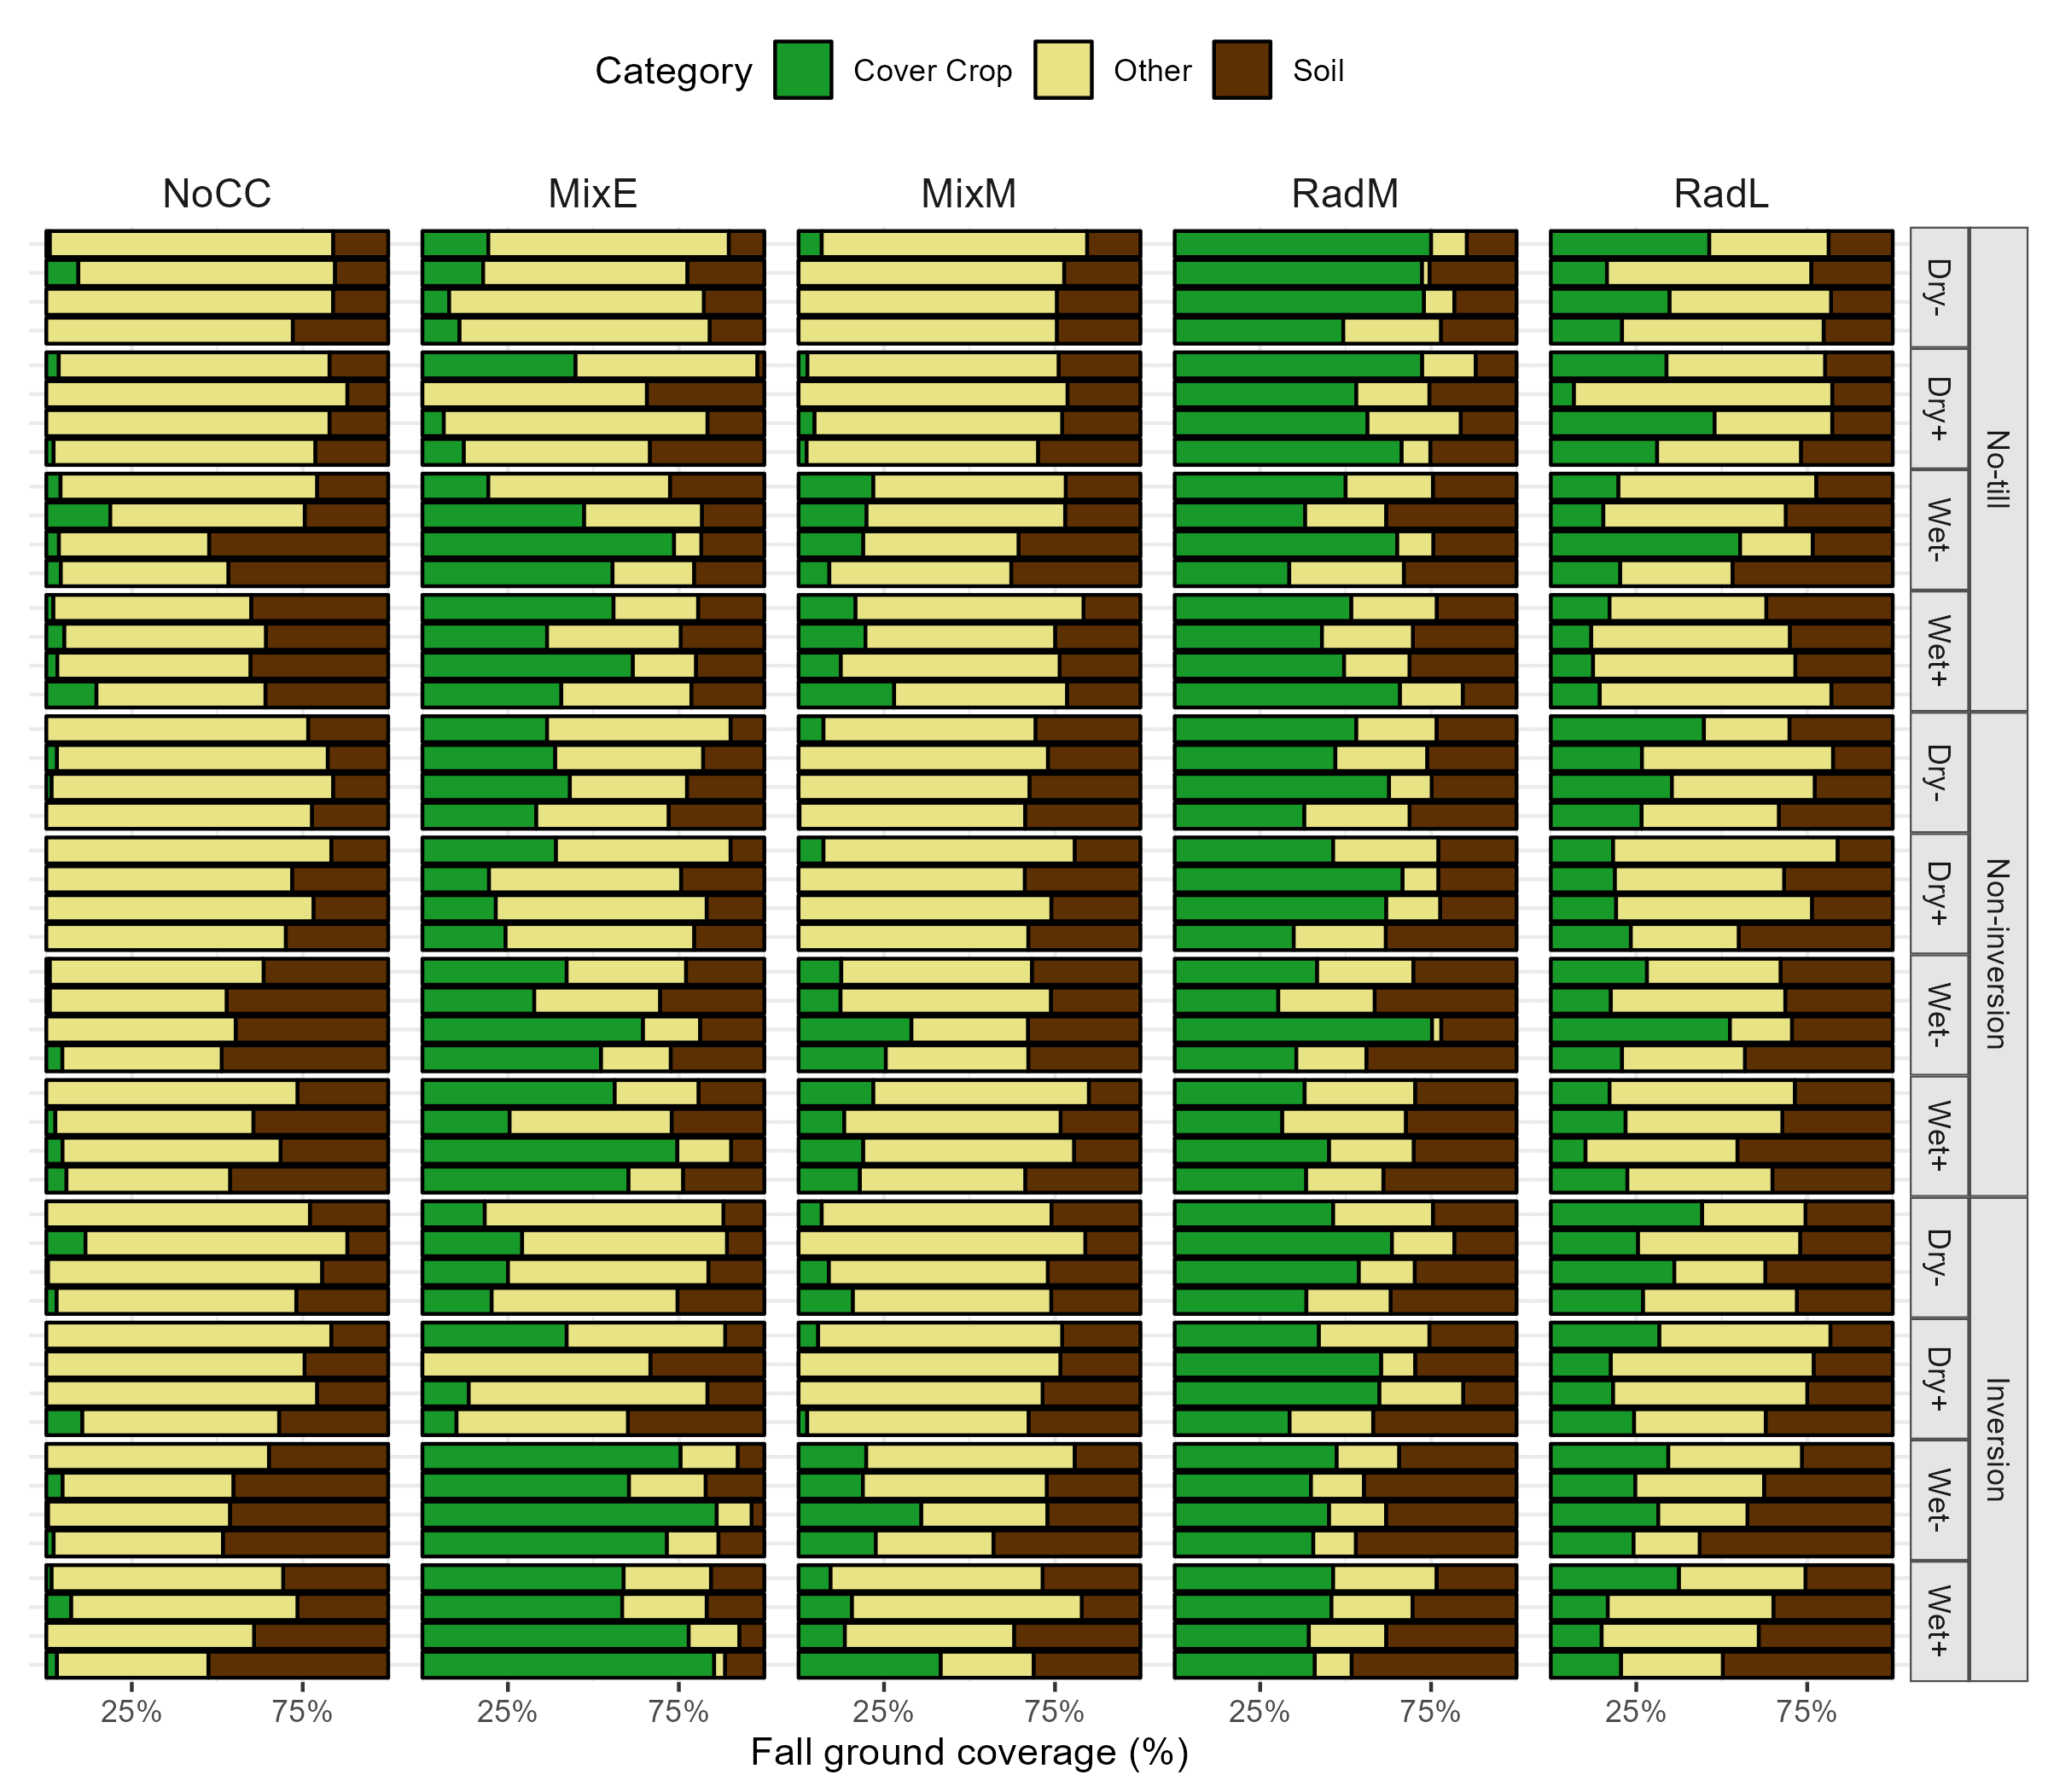 Category Cover Crop Other Soil
NoCC MixE MixM RadM RadL
Dry-
Dry+
Wet-
Wet+
No-till
Dry-
Dry+
Wet-
Wet+
Non-inversion
Dry-
Dry+
Wet-
Wet+
Inversion
25% 75% 25% 75% 25% 75% 25% 75% 25% 75%
Fall ground coverage (%)